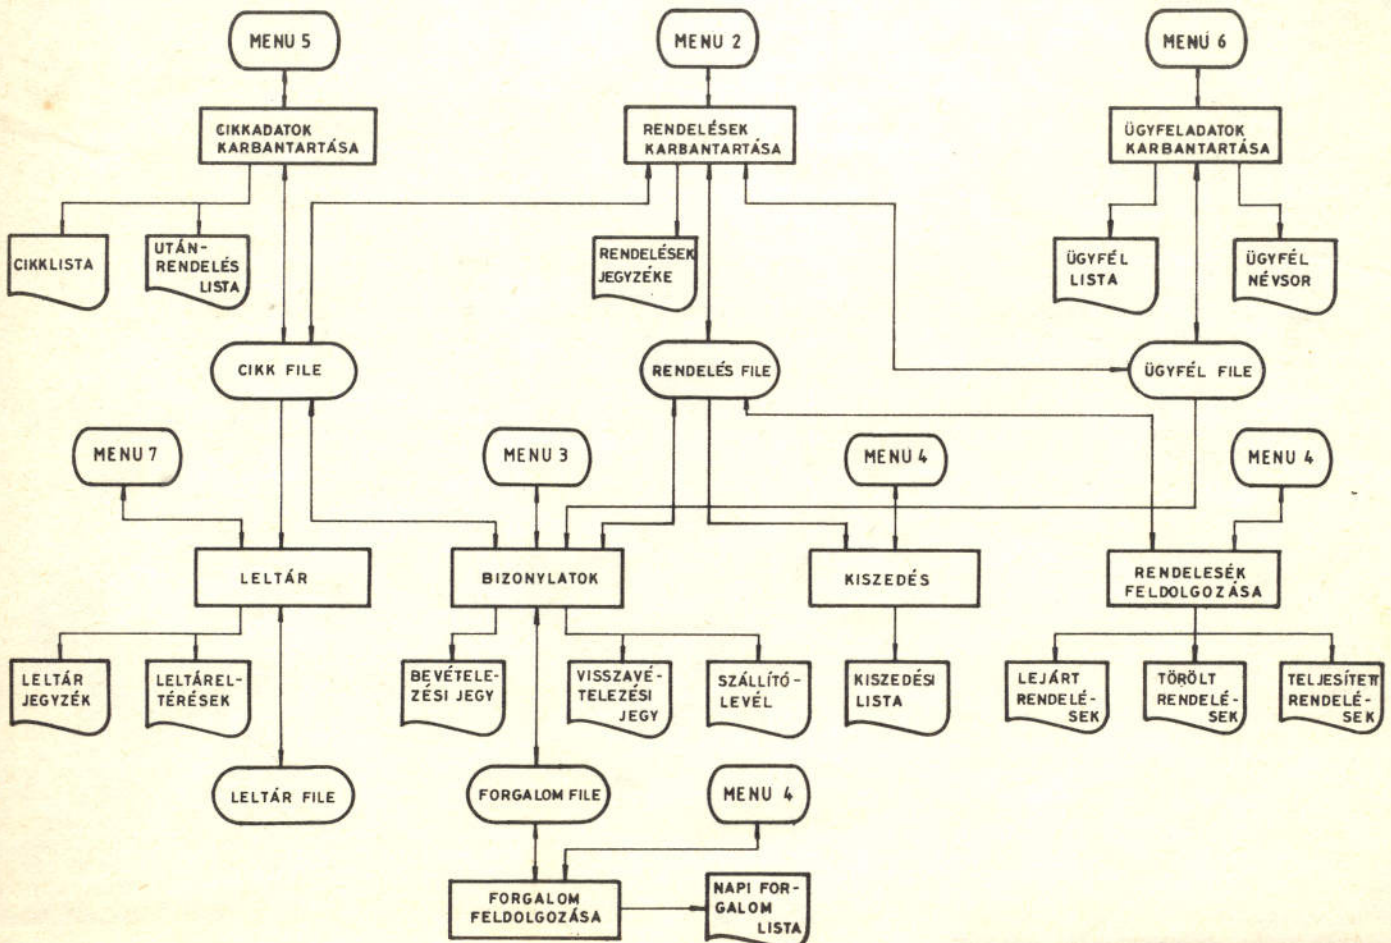 MENU 5
MENU 2
MENU 6
CIKKADATOK
KARBANTARTÁSA
RENDELÉSEK
KARBANTARTÁSA
ÜGYFELADATOK
KARBANTARTÁSA
CIKKLISTA
UTÁN-
RENDELÉS
LISTA
RENDELÉSEK
JEGYZÉKE
ÜGYFÉL
LISTA
ÜGYFÉL
NÉVSOR
CIKK FILE
RENDELÉS FILE
ÜGYFÉL FILE
MENU 7
MENU 3
MENU 4
MENU 4
LELTÁR
BIZONYLATOK
KISZEDÉS
RENDELESÉK
FELDOLGOZÁSA
LELTÁR
JEGYZÉK
LELTÁREL-
TÉRÉSEK
BEVÉTELE-
ZÉSI JEGY
VISSZAVÉ-
TELEZÉSI
JEGY
SZÁLLÍTÓ-
LEVÉL
KISZEDÉSI
LISTA
LEJÁRT
RENDELÉ-
SEK
TÖRÖLT
RENDELÉ-
SEK
TELJESÍTETT
RENDELÉ-
SEK
LELTÁR FILE
FORGALOM FILE
MENU 4
FORGALOM
FELDOLGOZÁSA
NAPI FOR-
GALOM
LISTA